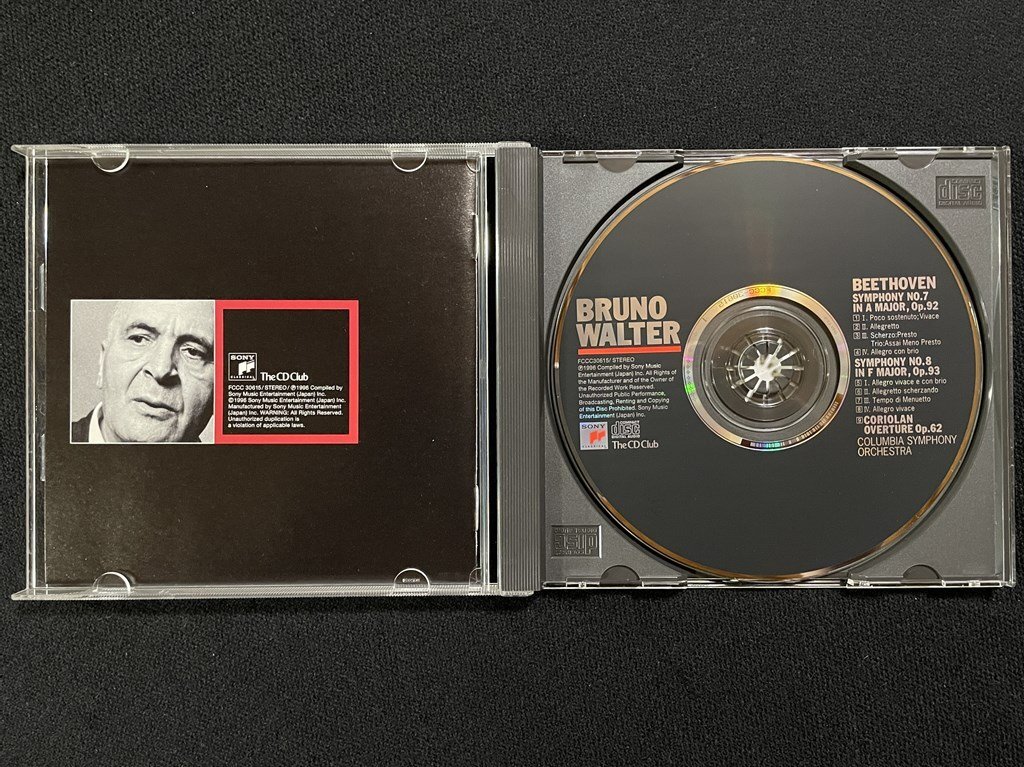 SONY
CLASSICAL
The CD Club
FCCC 30615/STEREO/ ℗1996 Compiled by
Sony Music Entertainment (Japan) Inc.
©1996 Sony Music Entertainment (Japan) Inc.
Manufactured by Sony Music Entertainment
(Japan) Inc. WARNING: All Rights Reserved.
Unauthorized duplication is
a violation of applicable laws.
COMPACT
disc
DIGITAL AUDIO
BRUNO
WALTER
FCCC30615/ STEREO
℗1996 Compiled by Sony Music
Entertainment (Japan) Inc. All Rights of
the Manufacturer and of the Owner of
the Recorded Work Reserved.
Unauthorized Public Performance,
Broadcasting, Renting and Copying
of this Disc Prohibited. Sony Music
Entertainment (Japan) Inc.
SONY
CLASSICAL
COMPACT
disc
DIGITAL AUDIO
The CD Club
BEETHOVEN
SYMPHONY NO.7
IN A MAJOR, Op.92
1 I. Poco sostenuto; Vivace
2 II. Allegretto
3 III. Scherzo:Presto
Trio:Assai Meno Presto
4 IV. Allegro con brio
SYMPHONY NO.8
IN F MAJOR, Op.93
5 I. Allegro vivace e con brio
6 II. Allegretto scherzando
7 III. Tempo di Menuetto
8 IV. Allegro vivace
9 CORIOLAN
OVERTURE Op.62
COLUMBIA SYMPHONY
ORCHESTRA
disc